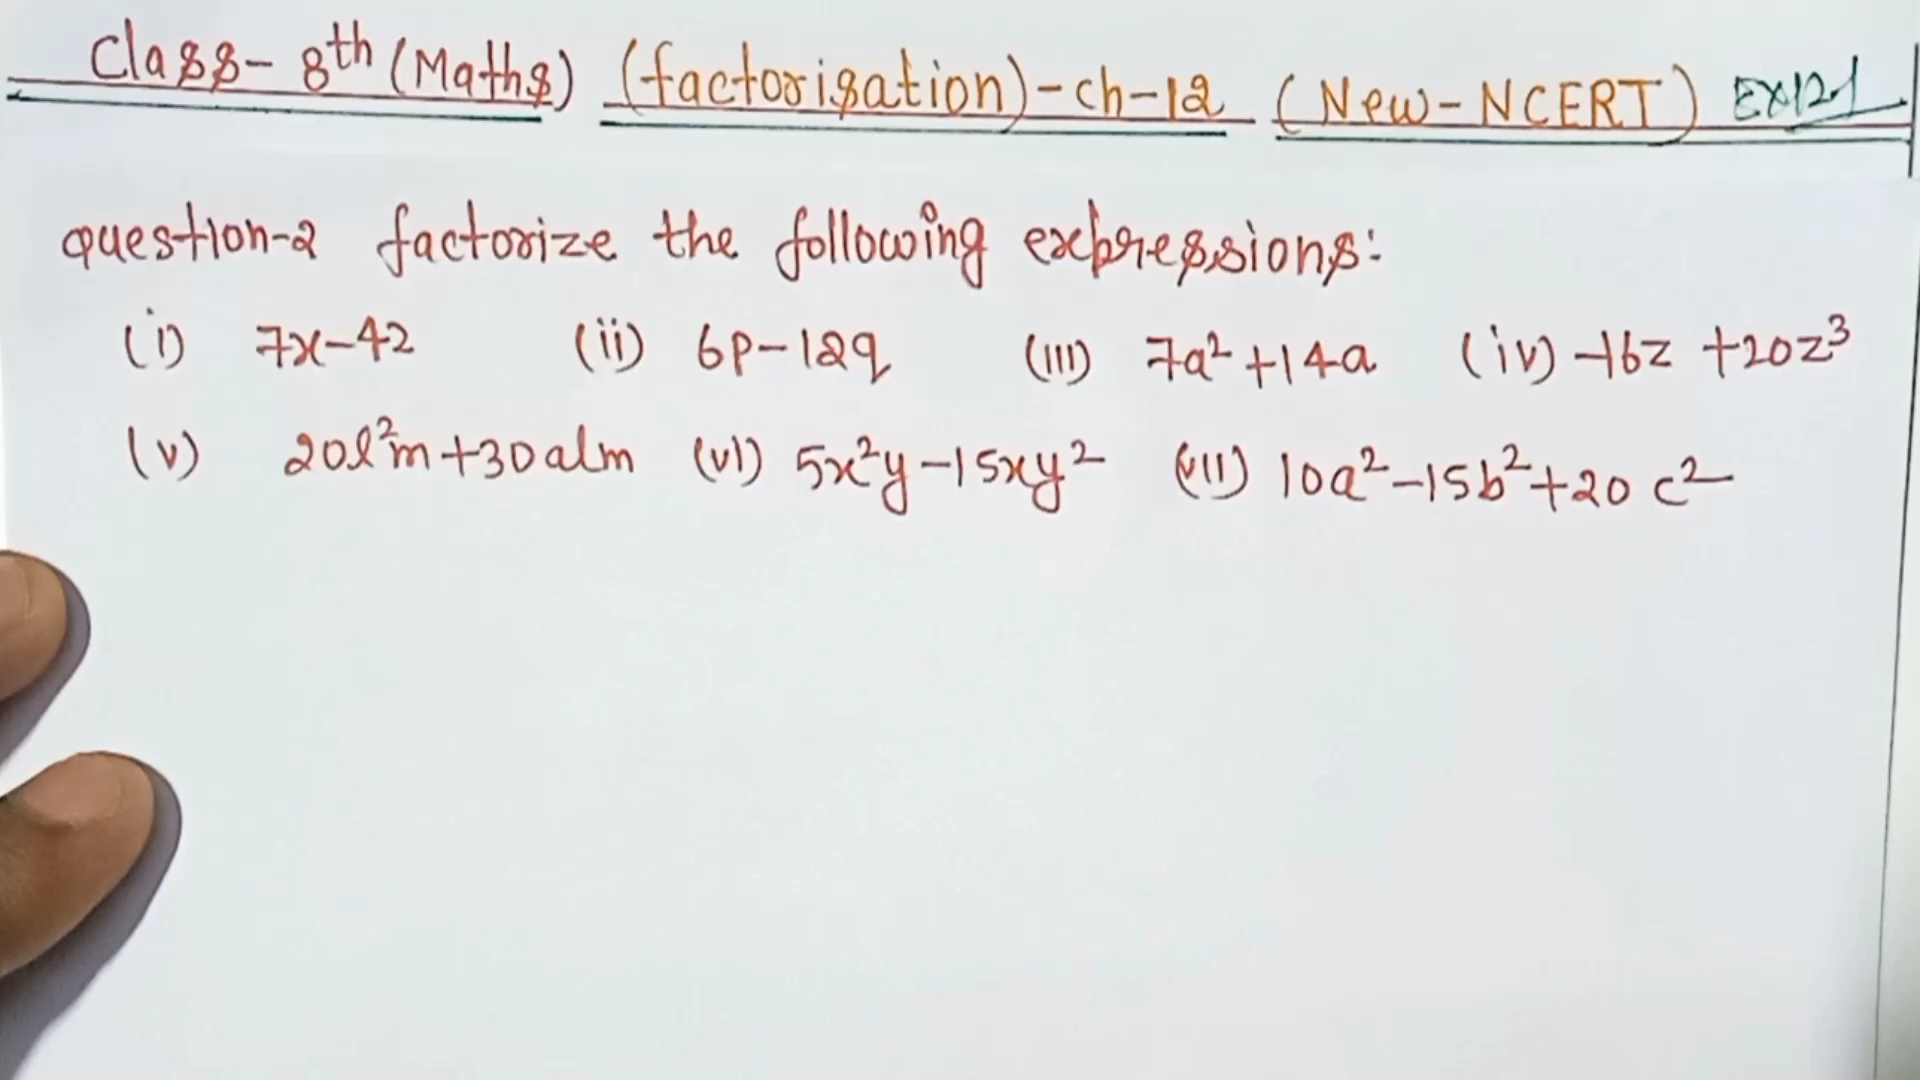 Class- 8th (Maths) (factorisation)-ch-12 (New-NCERT) EX12.1
question-2 factorize the following expressions:
(i) 7x-42 (ii) 6p-12q (iii) 7a²+14a (iv) -16z +20z³
(v) 20l²m+30alm (vi) 5x²y-15xy² (vii) 10a²-15b²+20c²